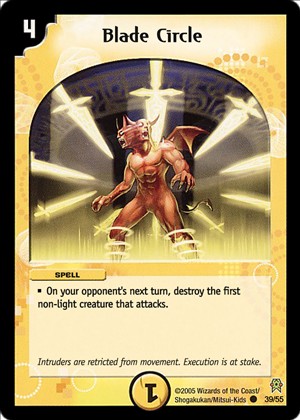 4
Blade Circle
SPELL
▪ On your opponent's next turn, destroy the first
non-light creature that attacks.
Intruders are retricted from movement. Execution is at stake.
1
©2005 Wizards of the Coast/
Shogakukan/Mitsui-Kids ● 39/55